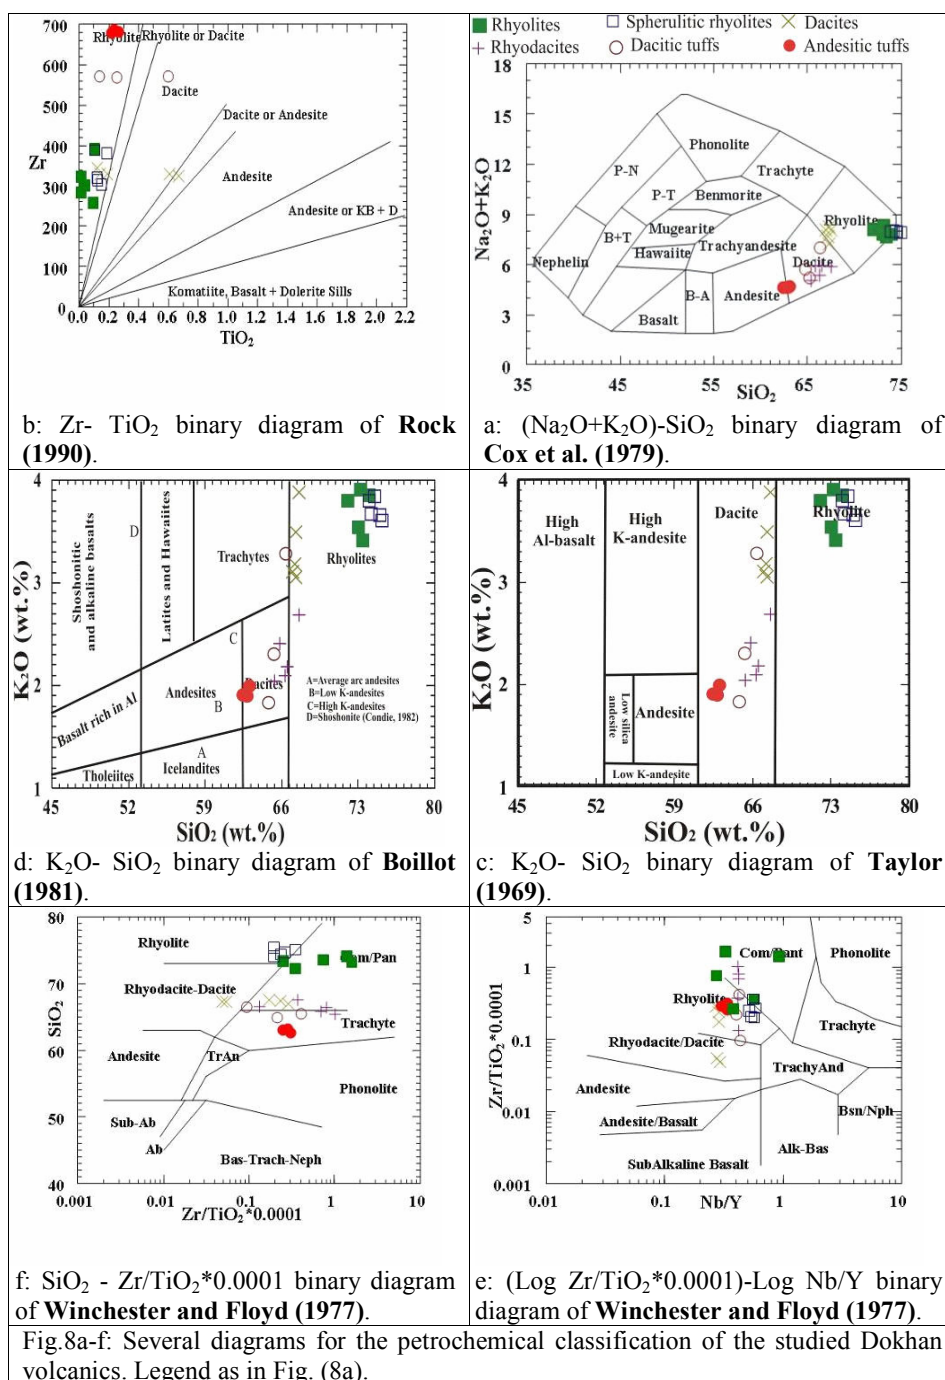 700
600
500
400
300
200
100
0
Zr
Rhyolite
Rhyolite or Dacite
Dacite
Dacite or Andesite
Andesite
Andesite or KB + D
Komatiite, Basalt + Dolerite Sills
0.0 0.2 0.4 0.6 0.8 1.0 1.2 1.4 1.6 1.8 2.0 2.2
TiO₂
b: Zr- TiO₂ binary diagram of Rock
(1990).
Rhyolites Spherulitic rhyolites Dacites
Rhyodacites Dacitic tuffs Andesitic tuffs
18
15
12
9
6
3
0
Na₂O+K₂O
Phonolite
P-N
Trachyte
P-T
Benmorite
Rhyolite
B+T
Mugearite
Trachyandesite
Hawaiite
Nephelin
Dacite
B-A
Andesite
Basalt
35 45 55 65 75
SiO₂
a: (Na₂O+K₂O)-SiO₂ binary diagram of
Cox et al. (1979).
4
3
2
1
K₂O (wt.%)
Shoshonitic
and alkaline basalts
D
Latites and Hawaiites
Trachytes
Rhyolites
C
Basalt rich in Al
Andesites
B
Dacites
A=Average arc andesites
B=Low K-andesites
C=High K-andesites
D=Shoshonite (Condie, 1982)
A
Tholeiites
Icelandites
45 52 59 66 73 80
SiO₂ (wt.%)
d: K₂O- SiO₂ binary diagram of Boillot
(1981).
4
3
2
1
K₂O (wt.%)
High
Al-basalt
High
K-andesite
Dacite
Rhyolite
Low silica
andesite
Andesite
Low K-andesite
45 52 59 66 73 80
SiO₂ (wt.%)
c: K₂O- SiO₂ binary diagram of Taylor
(1969).
80
70
60
50
40
SiO₂
Rhyolite
Com/Pan
Rhyodacite-Dacite
Trachyte
Andesite
TrAn
Phonolite
Sub-Ab
Ab
Bas-Trach-Neph
0.001 0.01 0.1 1 10
Zr/TiO₂*0.0001
f: SiO₂ - Zr/TiO₂*0.0001 binary diagram
of Winchester and Floyd (1977).
5
1
0.1
0.01
0.001
Zr/TiO₂*0.0001
Com/Pant
Phonolite
Rhyolite
Trachyte
Rhyodacite/Dacite
TrachyAnd
Andesite
Andesite/Basalt
Bsn/Nph
Alk-Bas
SubAlkaline Basalt
0.01 0.1 1 10
Nb/Y
e: (Log Zr/TiO₂*0.0001)-Log Nb/Y binary
diagram of Winchester and Floyd (1977).
Fig.8a-f: Several diagrams for the petrochemical classification of the studied Dokhan
volcanics. Legend as in Fig. (8a).